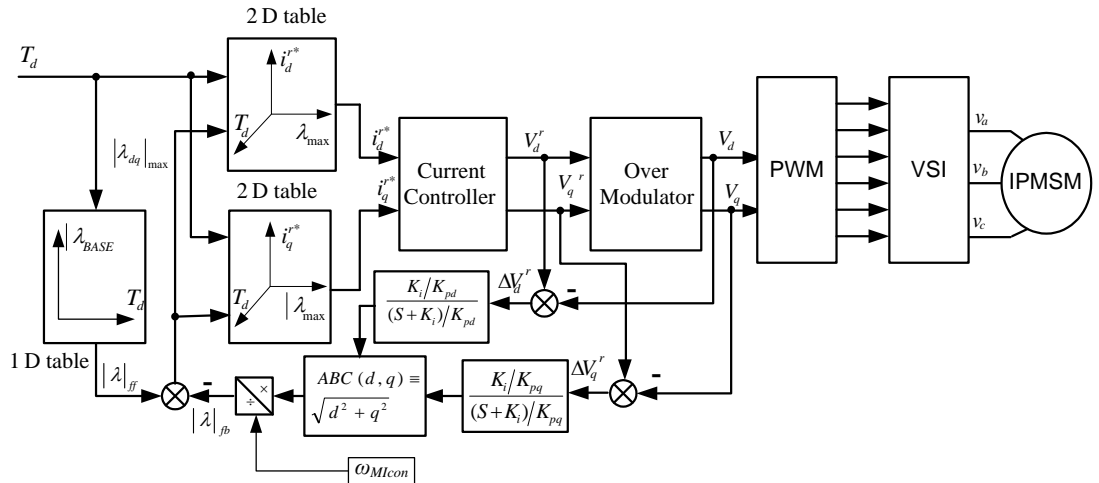 2 D table
T_d
i_d^{r*}
T_d
λ_max
|λ_dq|_max
2 D table
i_q^{r*}
T_d
|λ_max
|λ_BASE
T_d
1 D table
i_d^{r*}
i_q^{r*}
Current
Controller
V_d^r
V_q^r
Over
Modulator
V_d
V_q
PWM
VSI
v_a
v_b
v_c
IPMSM
K_i/K_pd
(S+K_i)/K_pd
ΔV_d^r
-
|λ|_ff
-
|λ|_fb
×
÷
ABC (d, q) ≡
√(d² + q²)
K_i/K_pq
(S+K_i)/K_pq
ΔV_q^r
-
ω_MIcon